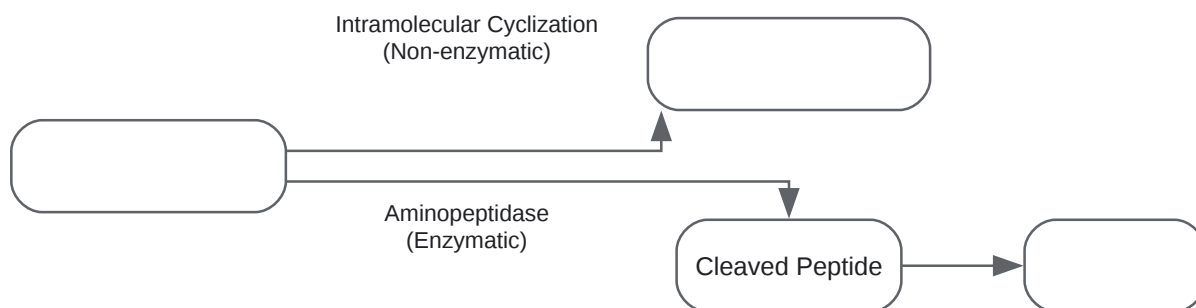 Intramolecular Cyclization
(Non-enzymatic)
Aminopeptidase
(Enzymatic)
Cleaved Peptide